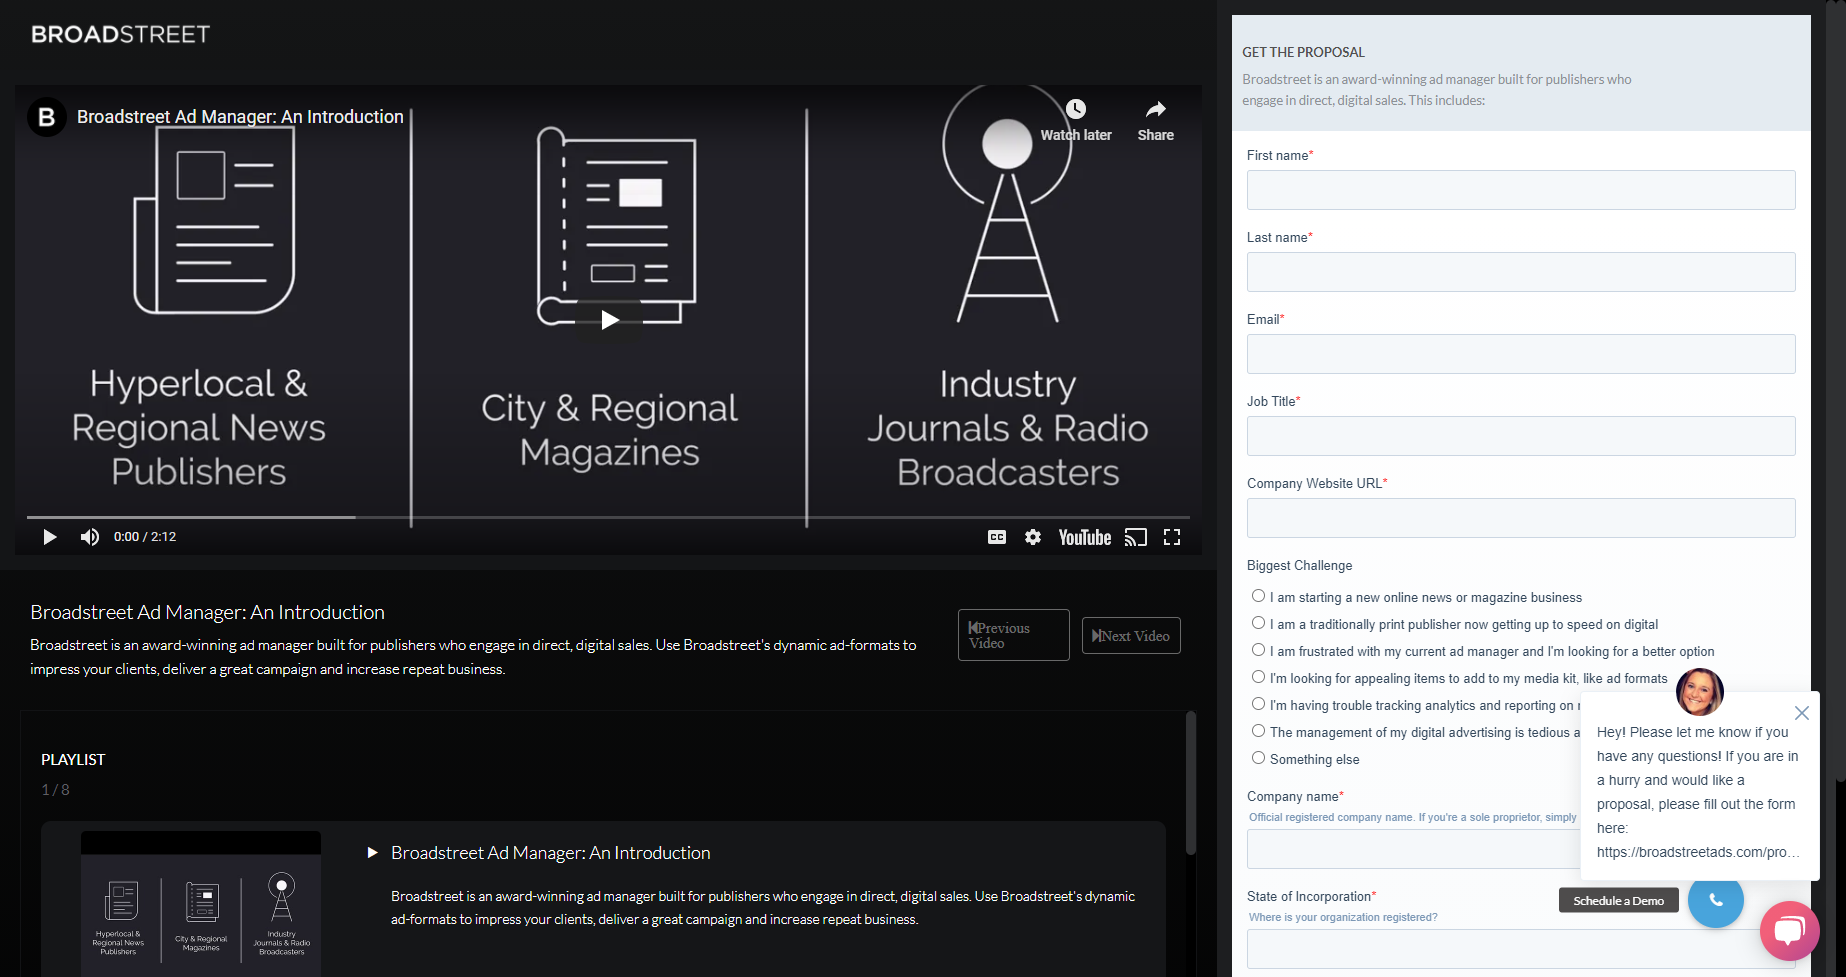 BROADSTREET
B
Broadstreet Ad Manager: An Introduction
Watch later
Share
Hyperlocal &
Regional News
Publishers
City & Regional
Magazines
Industry
Journals & Radio
Broadcasters
0:00 / 2:12
CC
YouTube
Broadstreet Ad Manager: An Introduction
Broadstreet is an award-winning ad manager built for publishers who engage in direct, digital sales. Use Broadstreet's dynamic ad-formats to
impress your clients, deliver a great campaign and increase repeat business.
Previous
Video
Next Video
PLAYLIST
1 / 8
Hyperlocal &
Regional News
Publishers
City & Regional
Magazines
Industry
Journals & Radio
Broadcasters
Broadstreet Ad Manager: An Introduction
Broadstreet is an award-winning ad manager built for publishers who engage in direct, digital sales. Use Broadstreet's dynamic
ad-formats to impress your clients, deliver a great campaign and increase repeat business.
GET THE PROPOSAL
Broadstreet is an award-winning ad manager built for publishers who
engage in direct, digital sales. This includes:
First name*
Last name*
Email*
Job Title*
Company Website URL*
Biggest Challenge
I am starting a new online news or magazine business
I am a traditionally print publisher now getting up to speed on digital
I am frustrated with my current ad manager and I'm looking for a better option
I'm looking for appealing items to add to my media kit, like ad formats
I'm having trouble tracking analytics and reporting on
The management of my digital advertising is tedious a
Something else
Company name*
Official registered company name. If you're a sole proprietor, simply
State of Incorporation*
Where is your organization registered?
Hey! Please let me know if you
have any questions! If you are in
a hurry and would like a
proposal, please fill out the form
here:
https://broadstreetads.com/pro...
Schedule a Demo